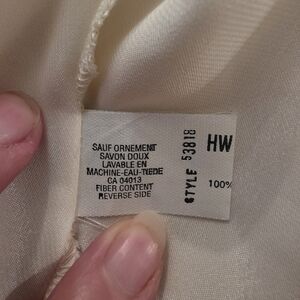 SAUF ORNEMENT
SAVON DOUX
LAVABLE EN
MACHINE-EAU-TIEDE
CA 04013
FIBER CONTENT
REVERSE SIDE
STYLE 53818
HW
100%